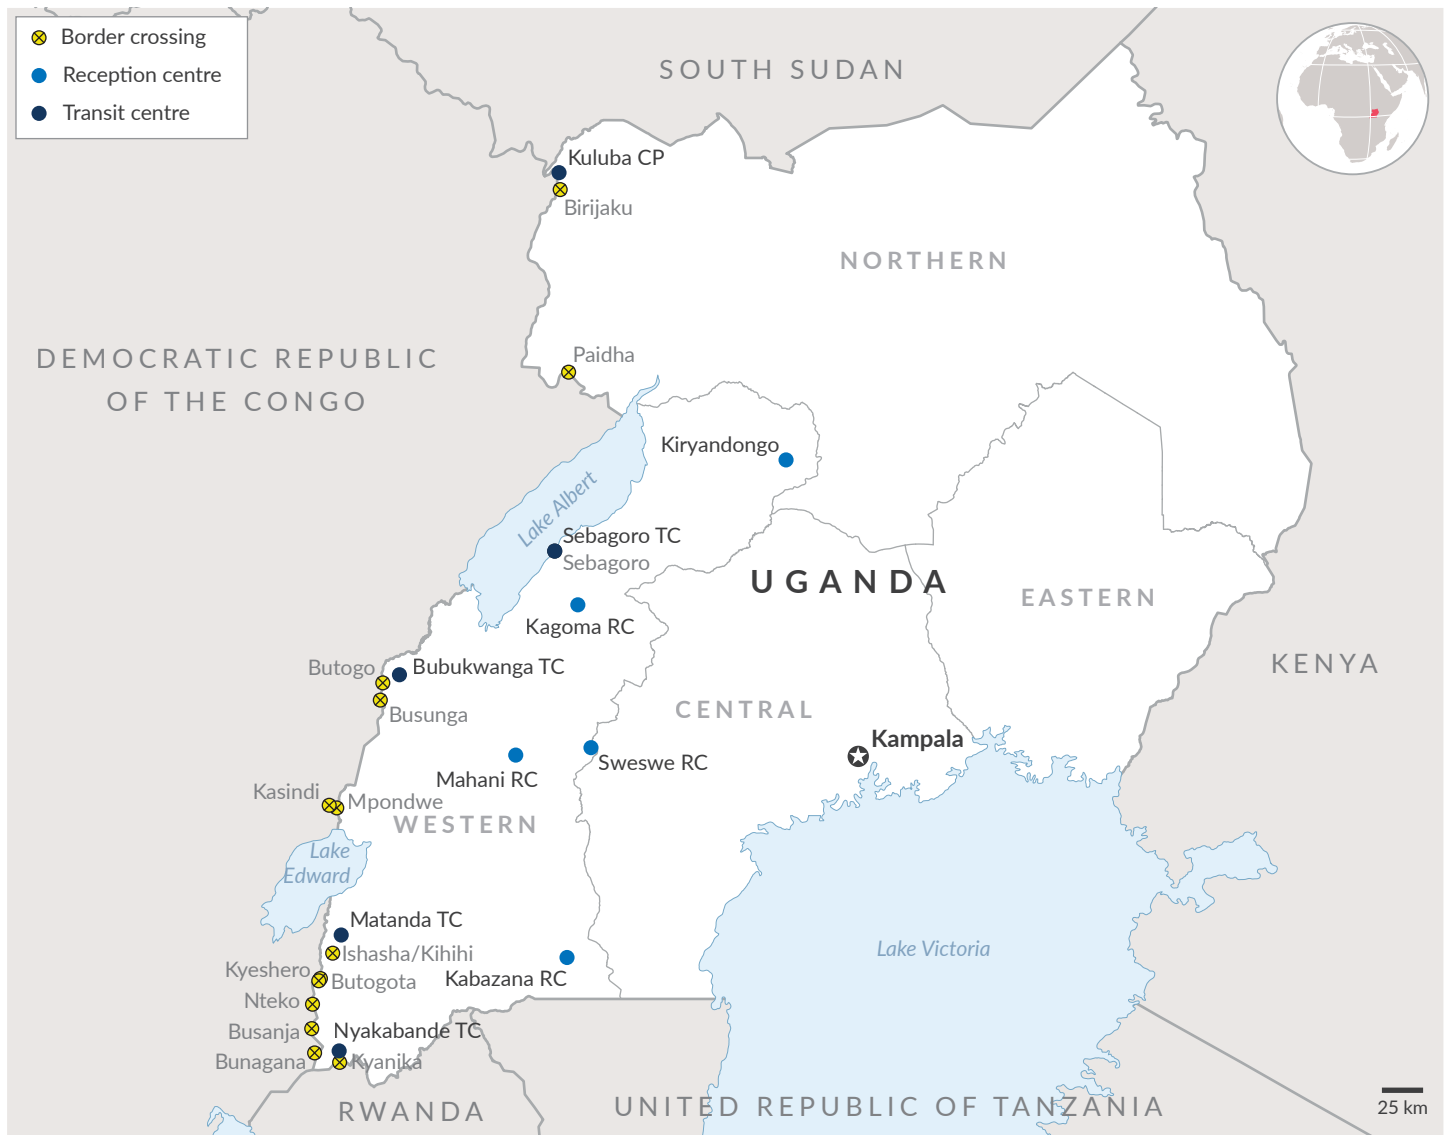 Border crossing
Reception centre
Transit centre
SOUTH SUDAN
Kuluba CP
Birijaku
NORTHERN
DEMOCRATIC REPUBLIC
OF THE CONGO
Paidha
Kiryandongo
Lake Albert
Sebagoro TC
Sebagoro
UGANDA
EASTERN
Kagoma RC
KENYA
Butogo
Bubukwanga TC
Busunga
CENTRAL
Kampala
Sweswe RC
Mahani RC
Kasindi
Mpondwe
WESTERN
Lake
Edward
Matanda TC
Ishasha/Kihihi
Lake Victoria
Kyeshero
Butogota
Kabazana RC
Nteko
Busanja
Nyakabande TC
Bunagana
Kyanika
RWANDA
UNITED REPUBLIC OF TANZANIA
25 km